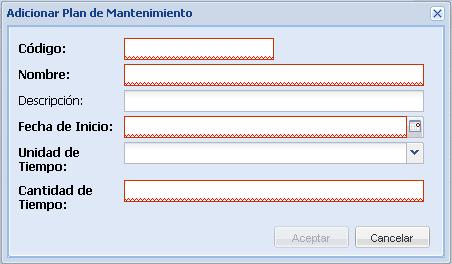 Adicionar Plan de Mantenimiento
Código:
Nombre:
Descripción:
Fecha de Inicio:
Unidad de
Tiempo:
Cantidad de
Tiempo:
Aceptar
Cancelar